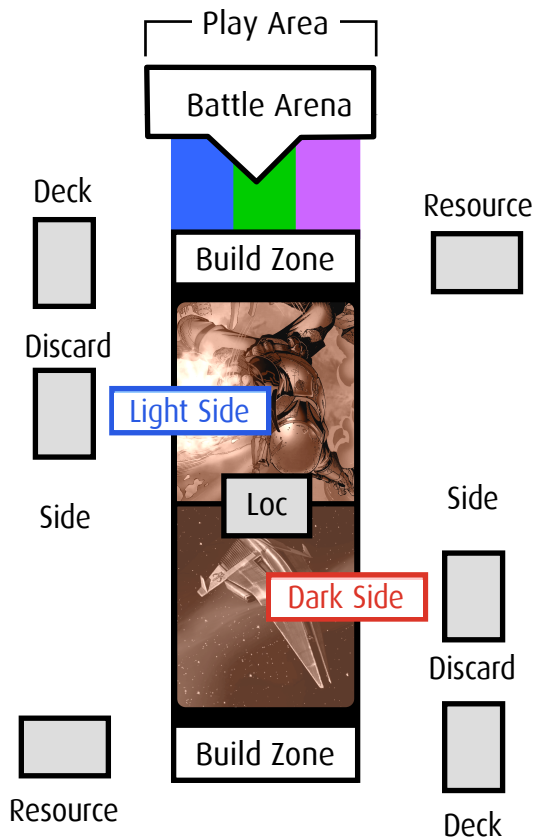 Play Area
Battle Arena
Deck
Resource
Build Zone
Discard
Light Side
Loc
Side
Side
Dark Side
Discard
Build Zone
Resource
Deck